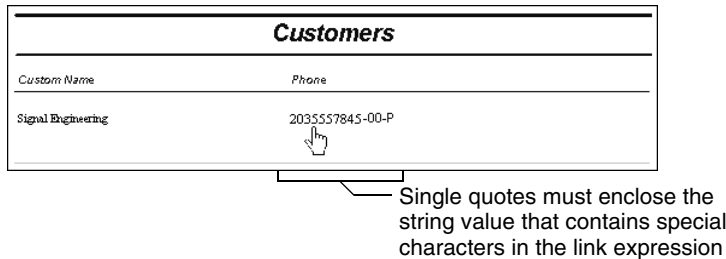 Customers
Custom Name Phone
Signal Engineering 2035557845-00-P
Single quotes must enclose the
string value that contains special
characters in the link expression